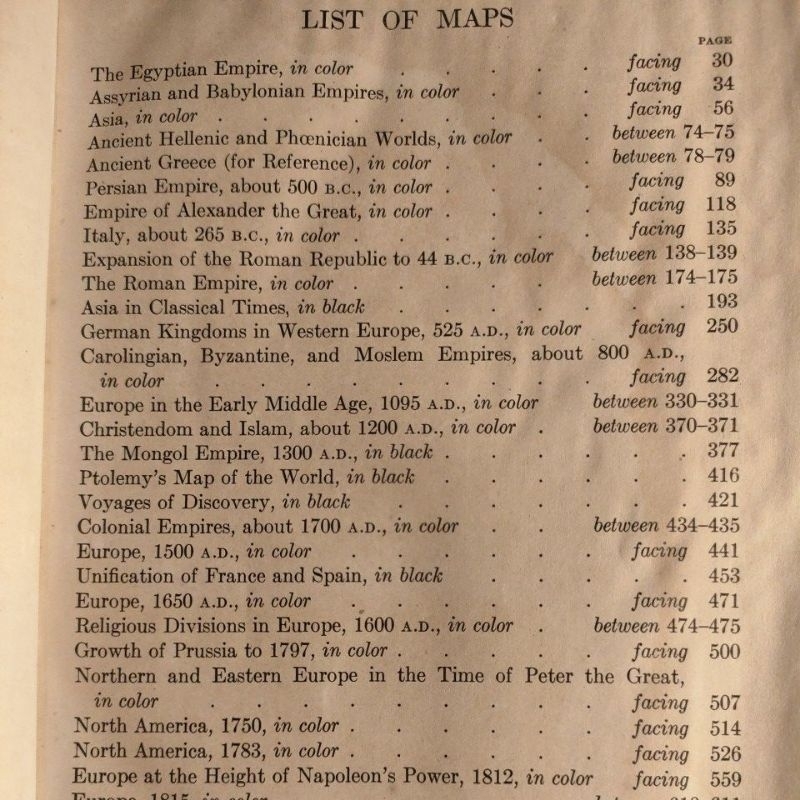 LIST OF MAPS
PAGE
The Egyptian Empire, in color . . . . . facing 30
Assyrian and Babylonian Empires, in color . . . facing 34
Asia, in color . . . . . . . . . facing 56
Ancient Hellenic and Phœnician Worlds, in color . . between 74–75
Ancient Greece (for Reference), in color . . . . between 78–79
Persian Empire, about 500 B.C., in color . . . . facing 89
Empire of Alexander the Great, in color . . . . facing 118
Italy, about 265 B.C., in color . . . . . . facing 135
Expansion of the Roman Republic to 44 B.C., in color between 138–139
The Roman Empire, in color . . . . . between 174–175
Asia in Classical Times, in black . . . . . . . 193
German Kingdoms in Western Europe, 525 A.D., in color facing 250
Carolingian, Byzantine, and Moslem Empires, about 800 A.D.,
in color . . . . . . . . . facing 282
Europe in the Early Middle Age, 1095 A.D., in color between 330–331
Christendom and Islam, about 1200 A.D., in color . between 370–371
The Mongol Empire, 1300 A.D., in black . . . . . . 377
Ptolemy's Map of the World, in black . . . . . . 416
Voyages of Discovery, in black . . . . . . . 421
Colonial Empires, about 1700 A.D., in color . . between 434–435
Europe, 1500 A.D., in color . . . . . . facing 441
Unification of France and Spain, in black . . . . . 453
Europe, 1650 A.D., in color . . . . . . facing 471
Religious Divisions in Europe, 1600 A.D., in color . between 474–475
Growth of Prussia to 1797, in color . . . . . facing 500
Northern and Eastern Europe in the Time of Peter the Great,
in color . . . . . . . . . facing 507
North America, 1750, in color . . . . . . facing 514
North America, 1783, in color . . . . . . facing 526
Europe at the Height of Napoleon's Power, 1812, in color facing 559
Europe, 1815, in color